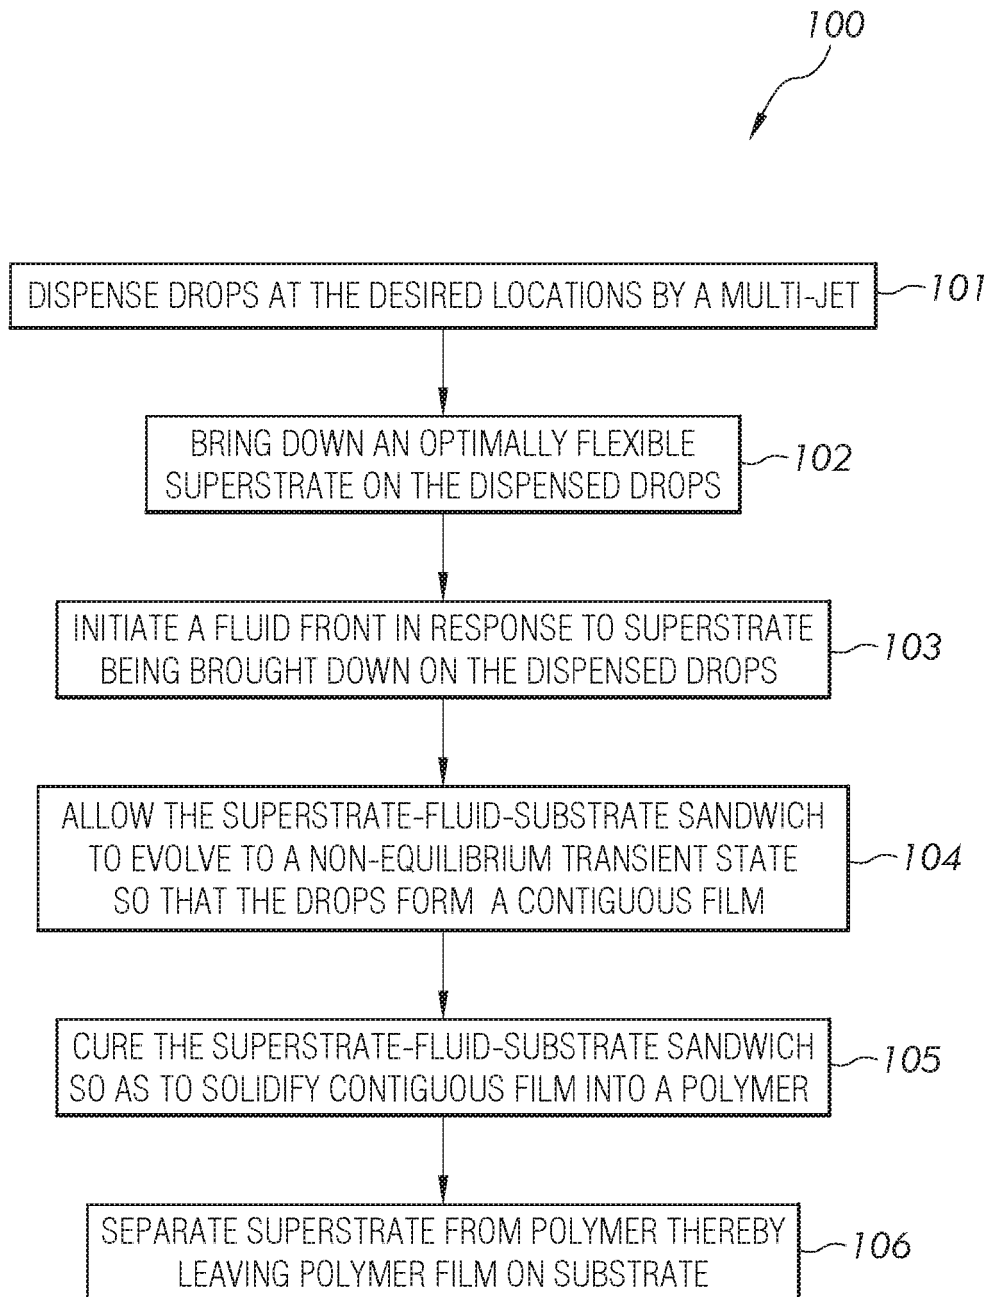 100
DISPENSE DROPS AT THE DESIRED LOCATIONS BY A MULTI-JET
101
BRING DOWN AN OPTIMALLY FLEXIBLE
SUPERSTRATE ON THE DISPENSED DROPS
102
INITIATE A FLUID FRONT IN RESPONSE TO SUPERSTRATE
BEING BROUGHT DOWN ON THE DISPENSED DROPS
103
ALLOW THE SUPERSTRATE-FLUID-SUBSTRATE SANDWICH
TO EVOLVE TO A NON-EQUILIBRIUM TRANSIENT STATE
SO THAT THE DROPS FORM A CONTIGUOUS FILM
104
CURE THE SUPERSTRATE-FLUID-SUBSTRATE SANDWICH
SO AS TO SOLIDIFY CONTIGUOUS FILM INTO A POLYMER
105
SEPARATE SUPERSTRATE FROM POLYMER THEREBY
LEAVING POLYMER FILM ON SUBSTRATE
106